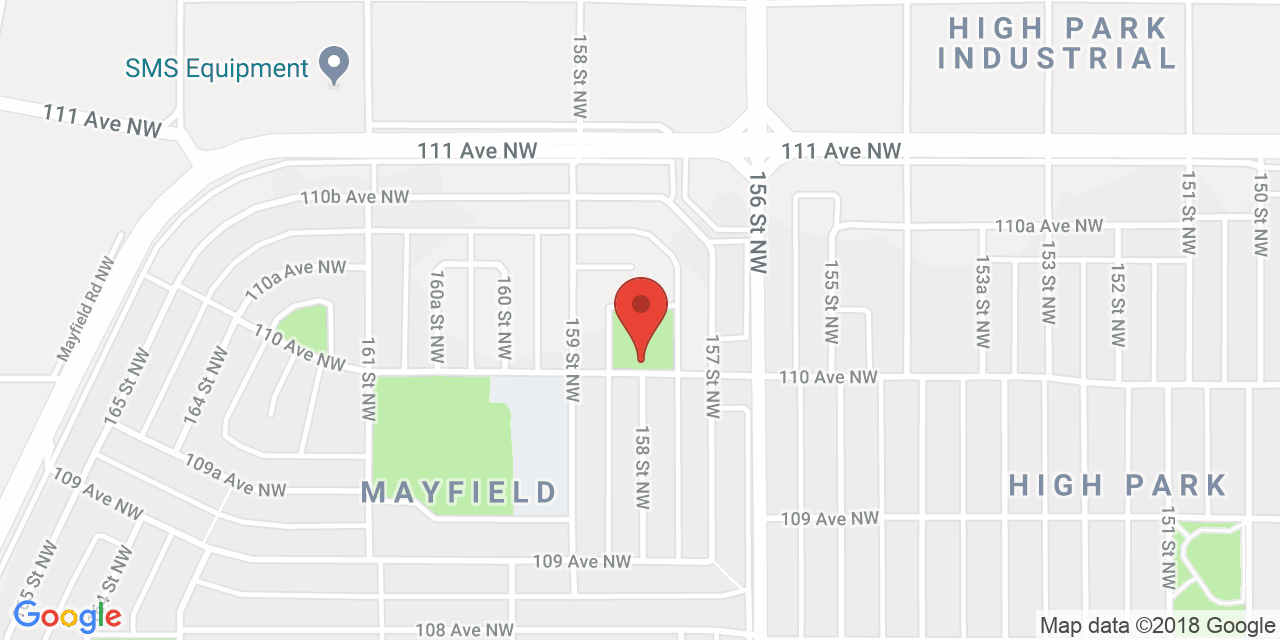 HIGH PARK
INDUSTRIAL
SMS Equipment
158 St NW
111 Ave NW
111 Ave NW
111 Ave NW
156 St NW
151 St NW
150 St NW
110b Ave NW
110a Ave NW
Mayfield Rd NW
110a Ave NW
153 St NW
155 St NW
153a St NW
152 St NW
160a St NW
160 St NW
110 Ave NW
159 St NW
157 St NW
161 St NW
165 St NW
164 St NW
110 Ave NW
158 St NW
109a Ave NW
MAYFIELD
HIGH PARK
109 Ave NW
109 Ave NW
151 St NW
109 Ave NW
St NW
St NW
108 Ave NW
Google
Map data ©2018 Google